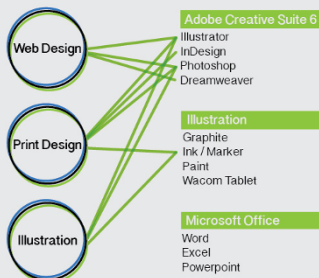 Web Design
Print Design
Illustration
Adobe Creative Suite 6
Illustrator
InDesign
Photoshop
Dreamweaver
Illustration
Graphite
Ink / Marker
Paint
Wacom Tablet
Microsoft Office
Word
Excel
Powerpoint